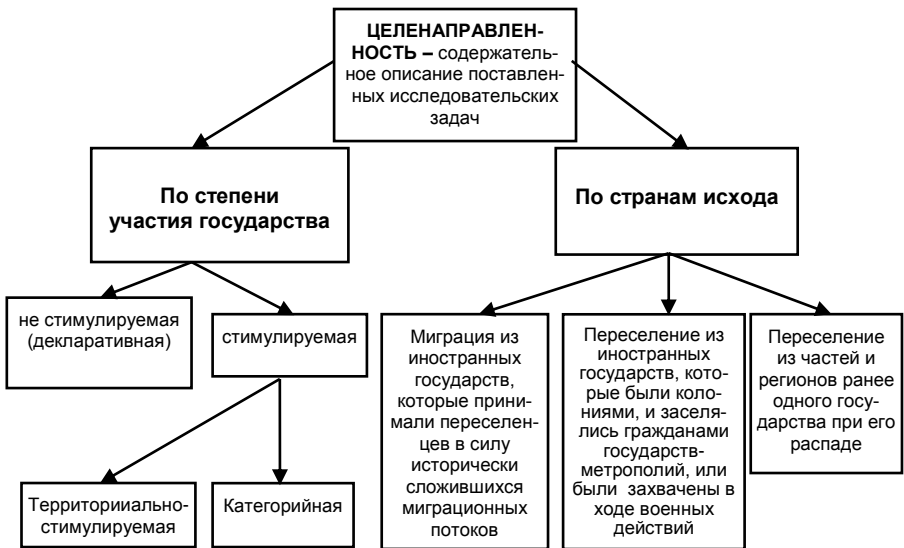 ЦЕЛЕНАПРАВЛЕН-
НОСТЬ – содержатель-
ное описание поставлен-
ных исследовательских
задач
По степени
участия государства
По странам исхода
не стимулируемая
(декларативная)
стимулируемая
Миграция из
иностранных
государств,
которые прини-
мали переселен-
цев в силу
исторически
сложившихся
миграционных
потоков
Переселение из
иностранных
государств, кото-
рые были коло-
ниями, и заселя-
лись гражданами
государств-
метрополий, или
были захвачены в
ходе военных
действий
Переселение
из частей и
регионов ранее
одного госу-
дарства при его
распаде
Территорииально-
стимулируемая
Категорийная